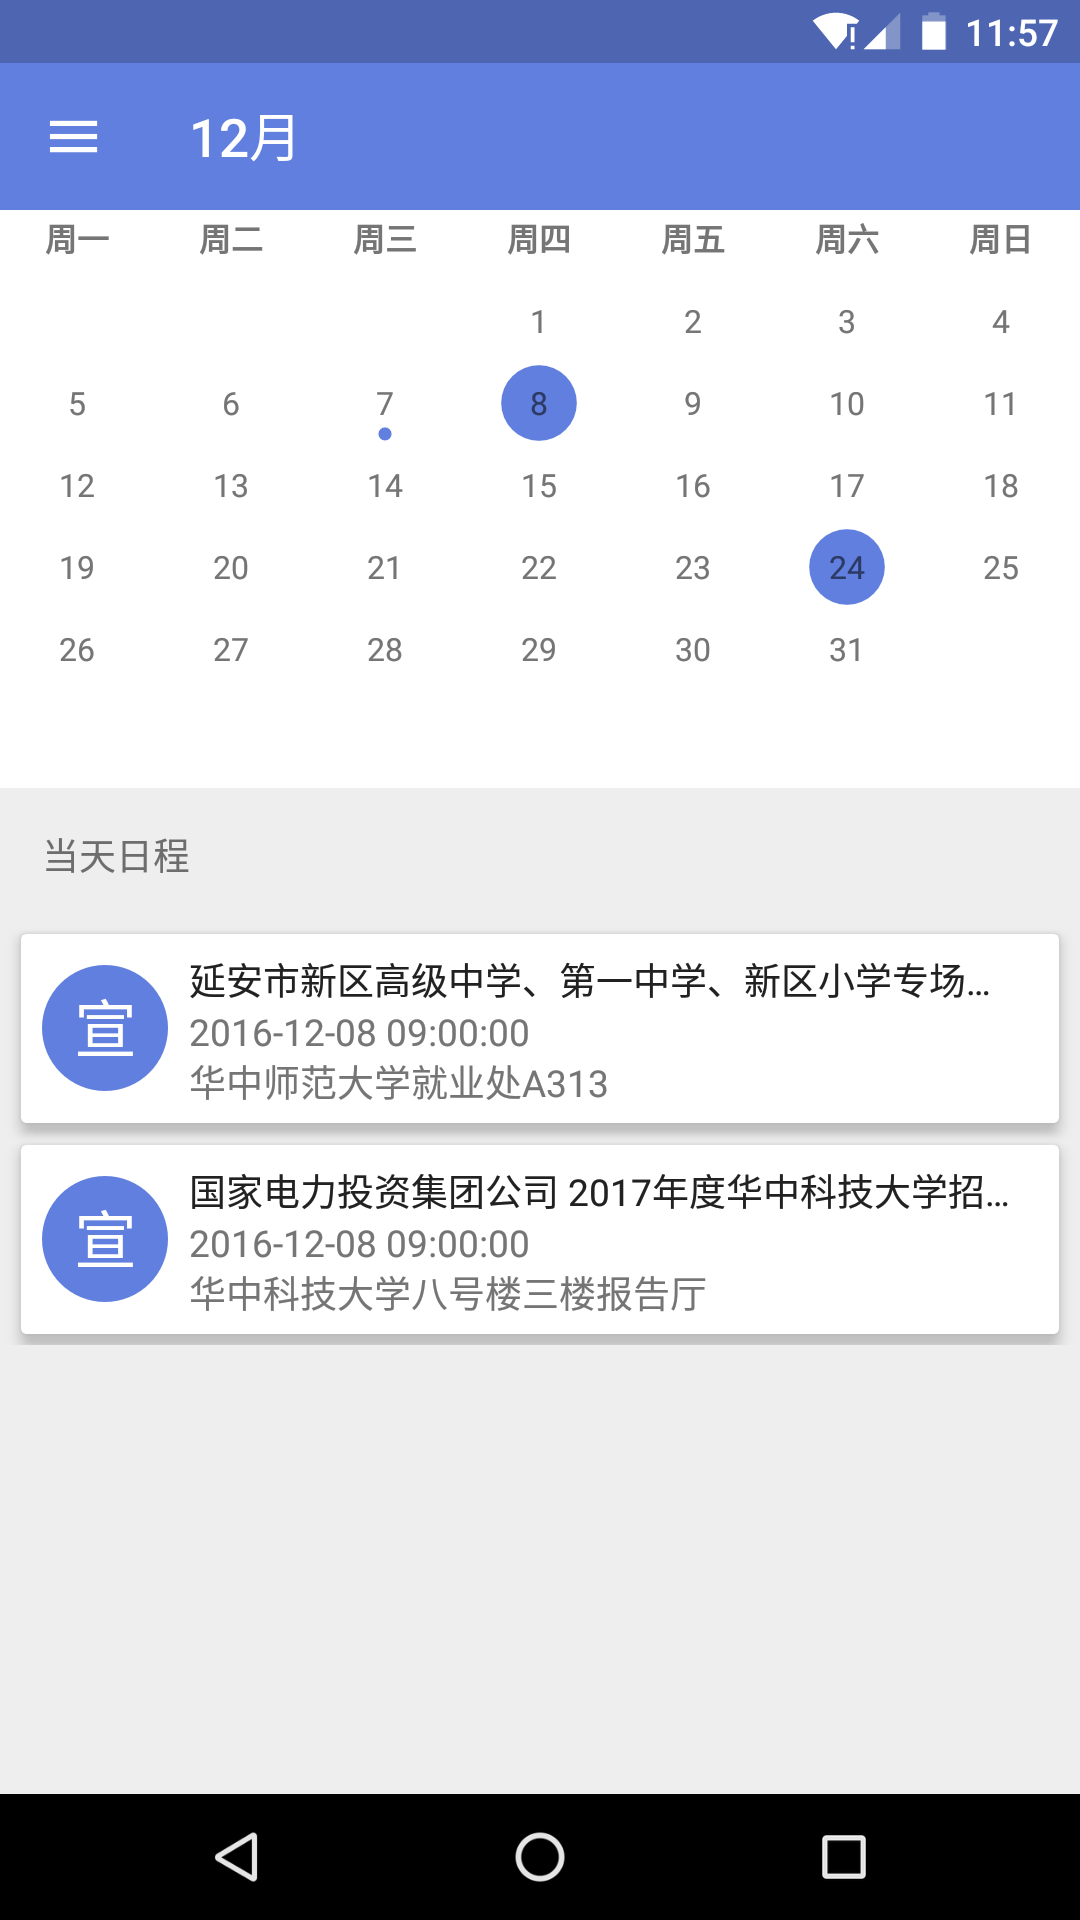 11:57
12月
周一 周二 周三 周四 周五 周六 周日
1 2 3 4
5 6 7 8 9 10 11
12 13 14 15 16 17 18
19 20 21 22 23 24 25
26 27 28 29 30 31
当天日程
宣
延安市新区高级中学、第一中学、新区小学专场...
2016-12-08 09:00:00
华中师范大学就业处A313
宣
国家电力投资集团公司 2017年度华中科技大学招...
2016-12-08 09:00:00
华中科技大学八号楼三楼报告厅